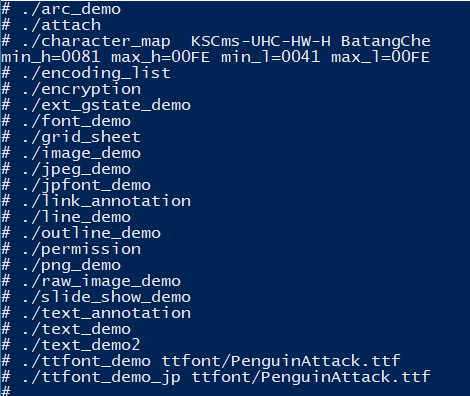 # ./arc_demo
# ./attach
# ./character_map  KSCms-UHC-HW-H BatangChe
min_h=0081 max_h=00FE min_l=0041 max_l=00FE
# ./encoding_list
# ./encryption
# ./ext_gstate_demo
# ./font_demo
# ./grid_sheet
# ./image_demo
# ./jpeg_demo
# ./jpfont_demo
# ./link_annotation
# ./line_demo
# ./outline_demo
# ./permission
# ./png_demo
# ./raw_image_demo
# ./slide_show_demo
# ./text_annotation
# ./text_demo
# ./text_demo2
# ./ttfont_demo ttfont/PenguinAttack.ttf
# ./ttfont_demo_jp ttfont/PenguinAttack.ttf
#